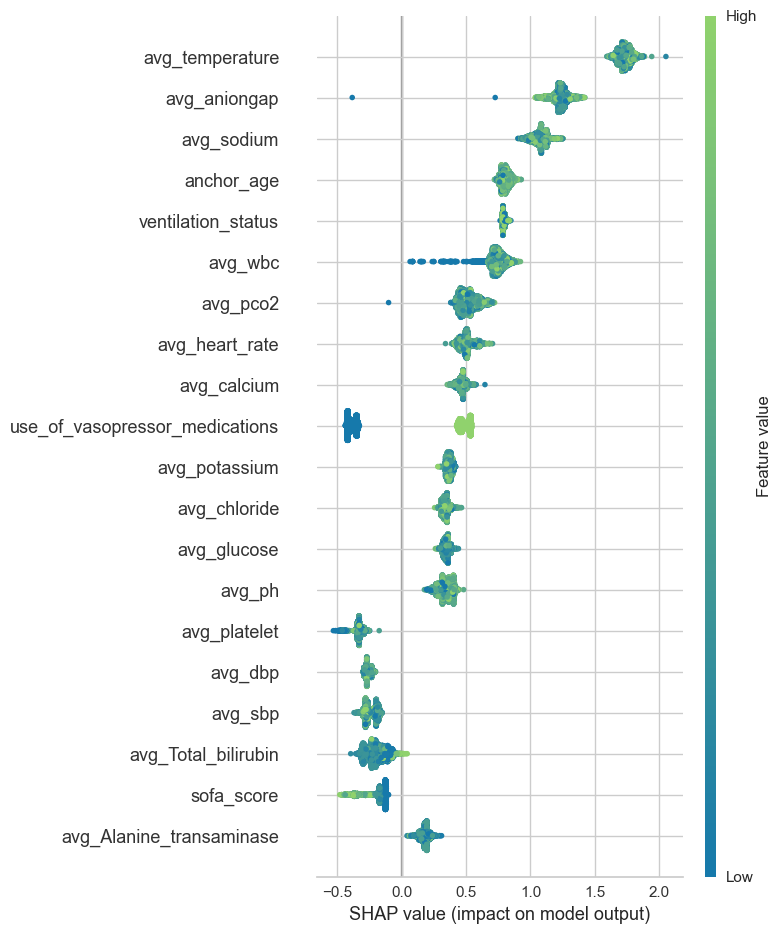 High
avg_temperature
avg_aniongap
avg_sodium
anchor_age
ventilation_status
avg_wbc
avg_pco2
avg_heart_rate
avg_calcium
use_of_vasopressor_medications
avg_potassium
avg_chloride
avg_glucose
avg_ph
avg_platelet
avg_dbp
avg_sbp
avg_Total_bilirubin
sofa_score
avg_Alanine_transaminase
Feature value
Low
−0.5 0.0 0.5 1.0 1.5 2.0
SHAP value (impact on model output)